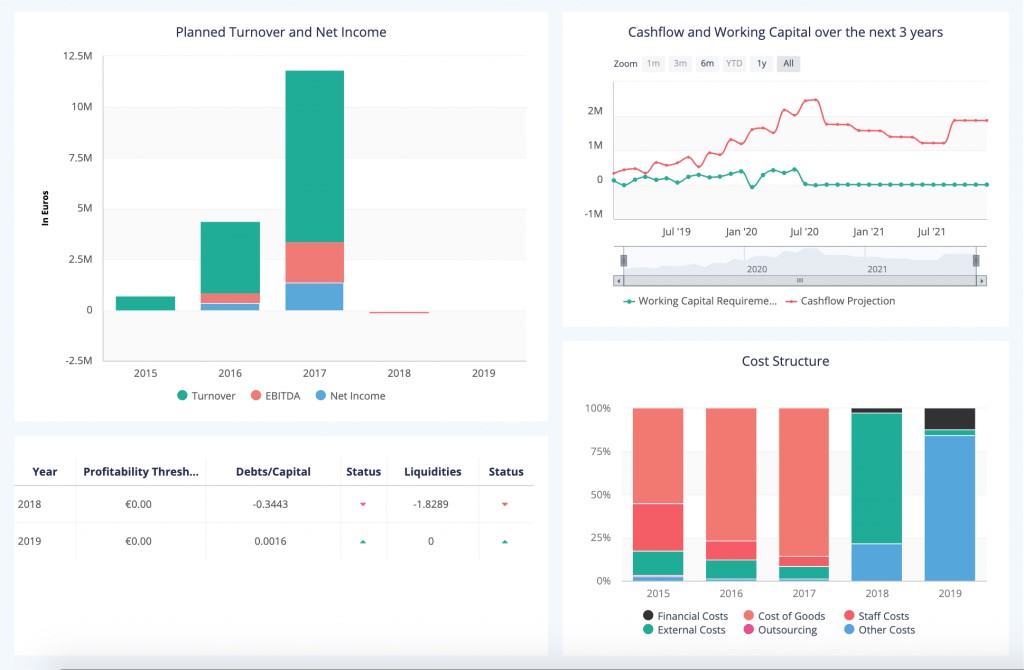 Planned Turnover and Net Income
12.5M
10M
7.5M
5M
2.5M
0
-2.5M
In Euros
2015 2016 2017 2018 2019
Turnover EBITDA Net Income
Cashflow and Working Capital over the next 3 years
Zoom 1m 3m 6m YTD 1y All
2M
1M
0
-1M
Jul '19 Jan '20 Jul '20 Jan '21 Jul '21
2020 2021
Working Capital Requireme... Cashflow Projection
Year Profitability Thresh... Debts/Capital Status Liquidities Status
2018 €0.00 -0.3443 -1.8289
2019 €0.00 0.0016 0
Cost Structure
100%
75%
50%
25%
0%
2015 2016 2017 2018 2019
Financial Costs Cost of Goods Staff Costs
External Costs Outsourcing Other Costs